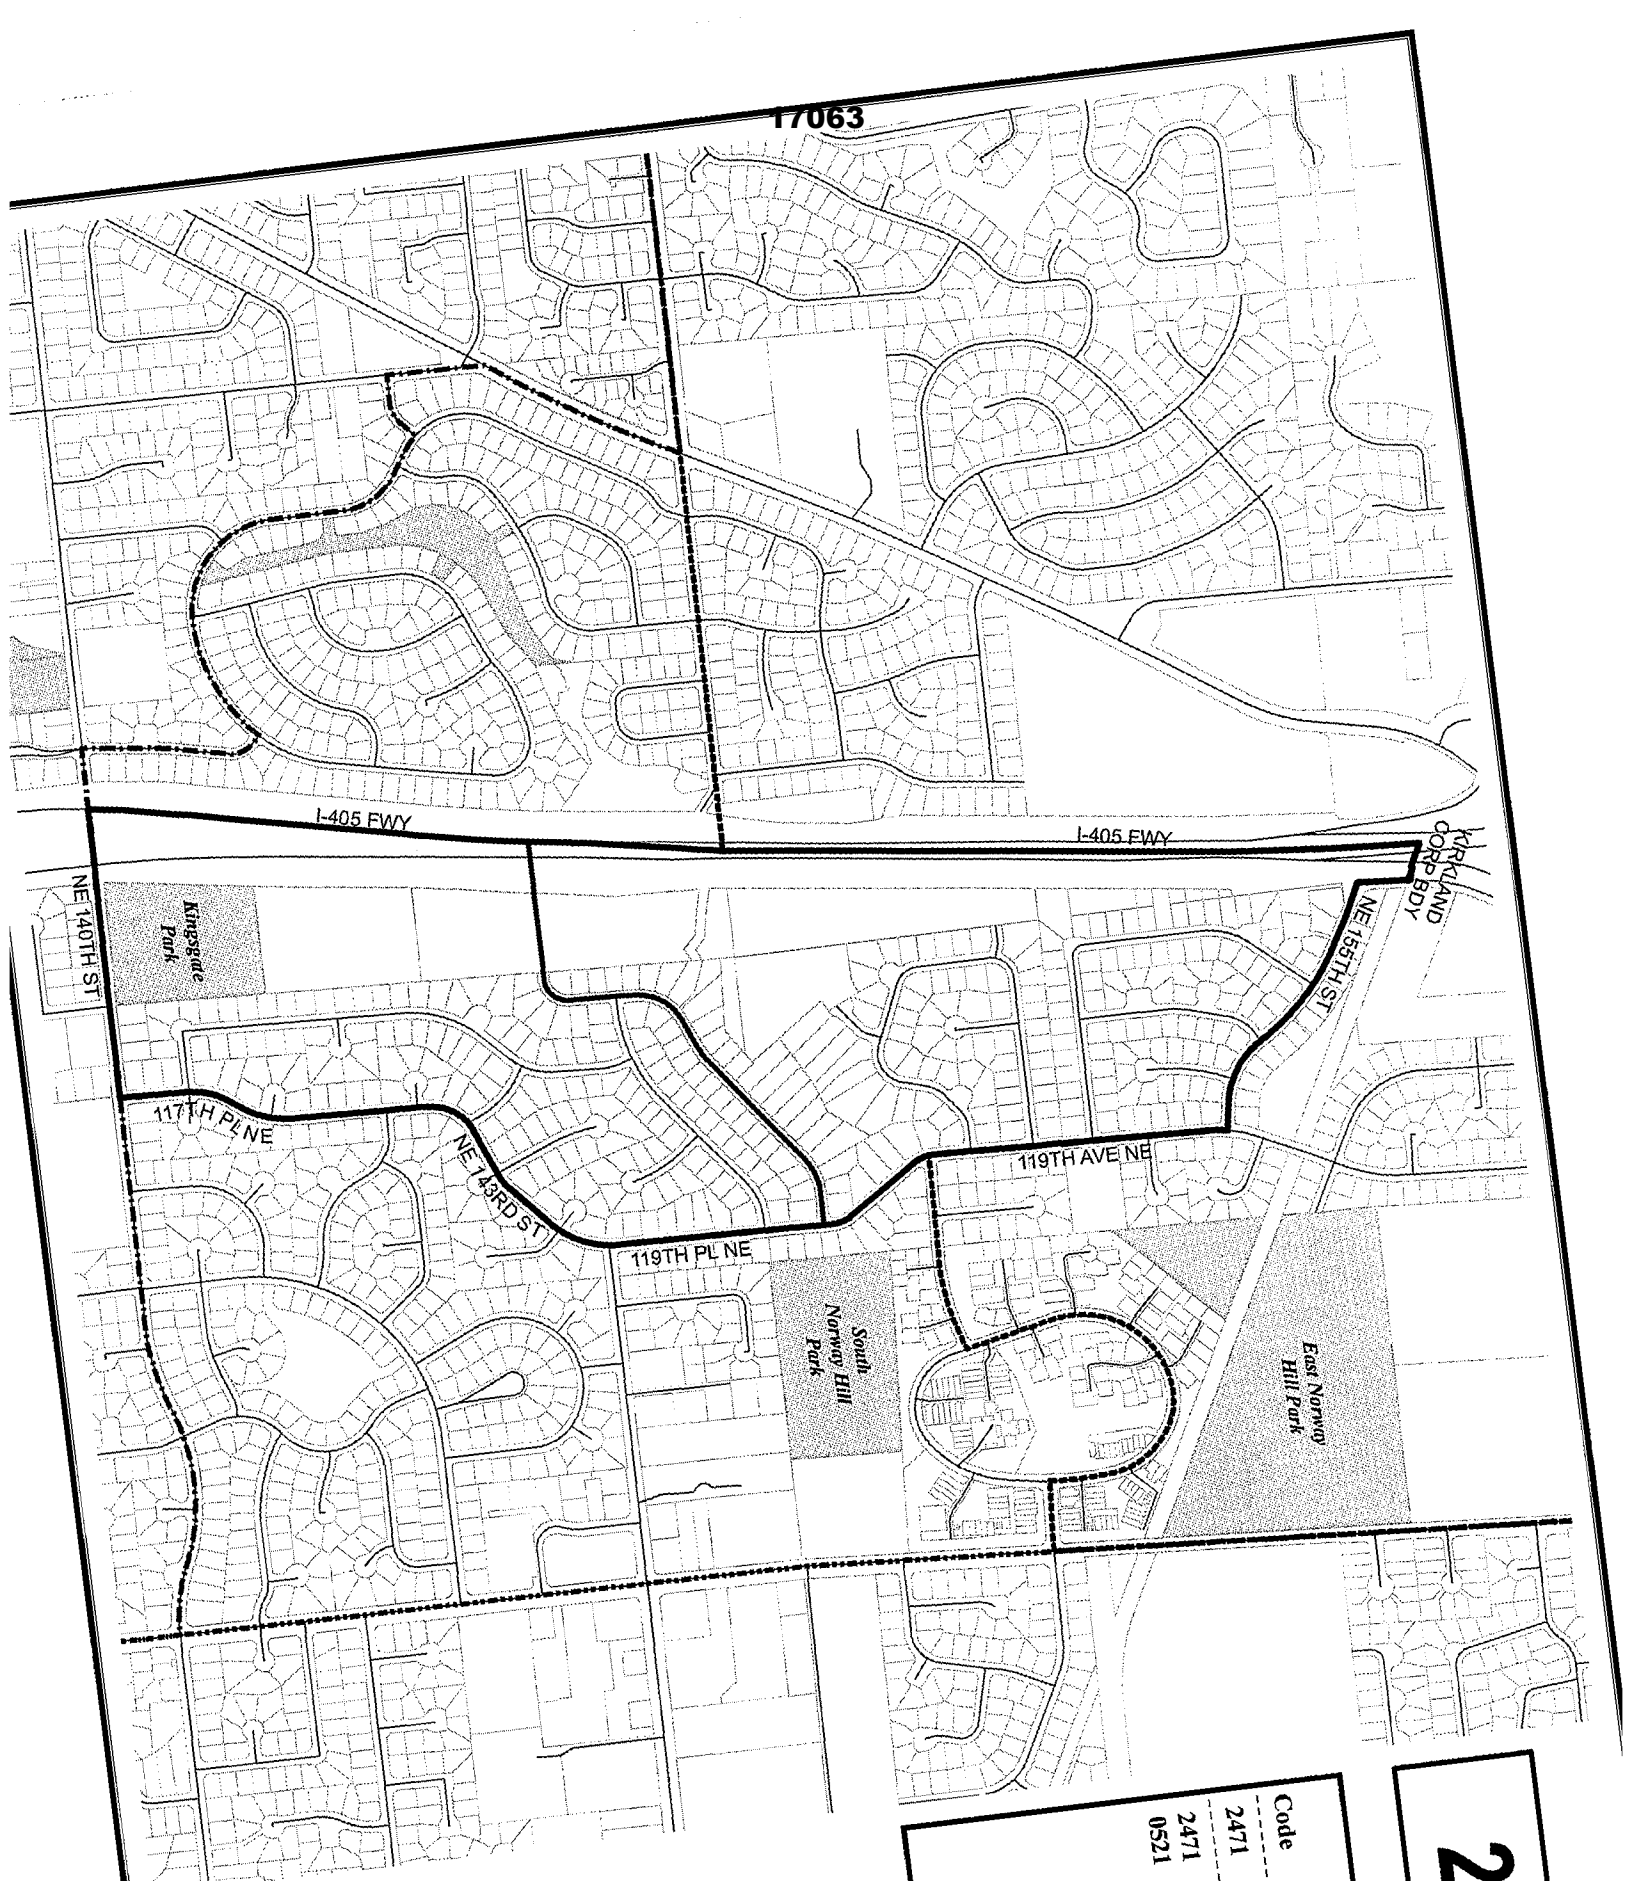 17063
I-405 FWY
I-405 FWY
KIRKLAND
CORP BDY
NE 140TH ST
Kingsgate
Park
NE 155TH ST
117TH PL NE
NE 143RD ST
119TH AVE NE
119TH PL NE
South
Norway Hill
Park
East Norway
Hill Park
Code
2471
2471
0521
2